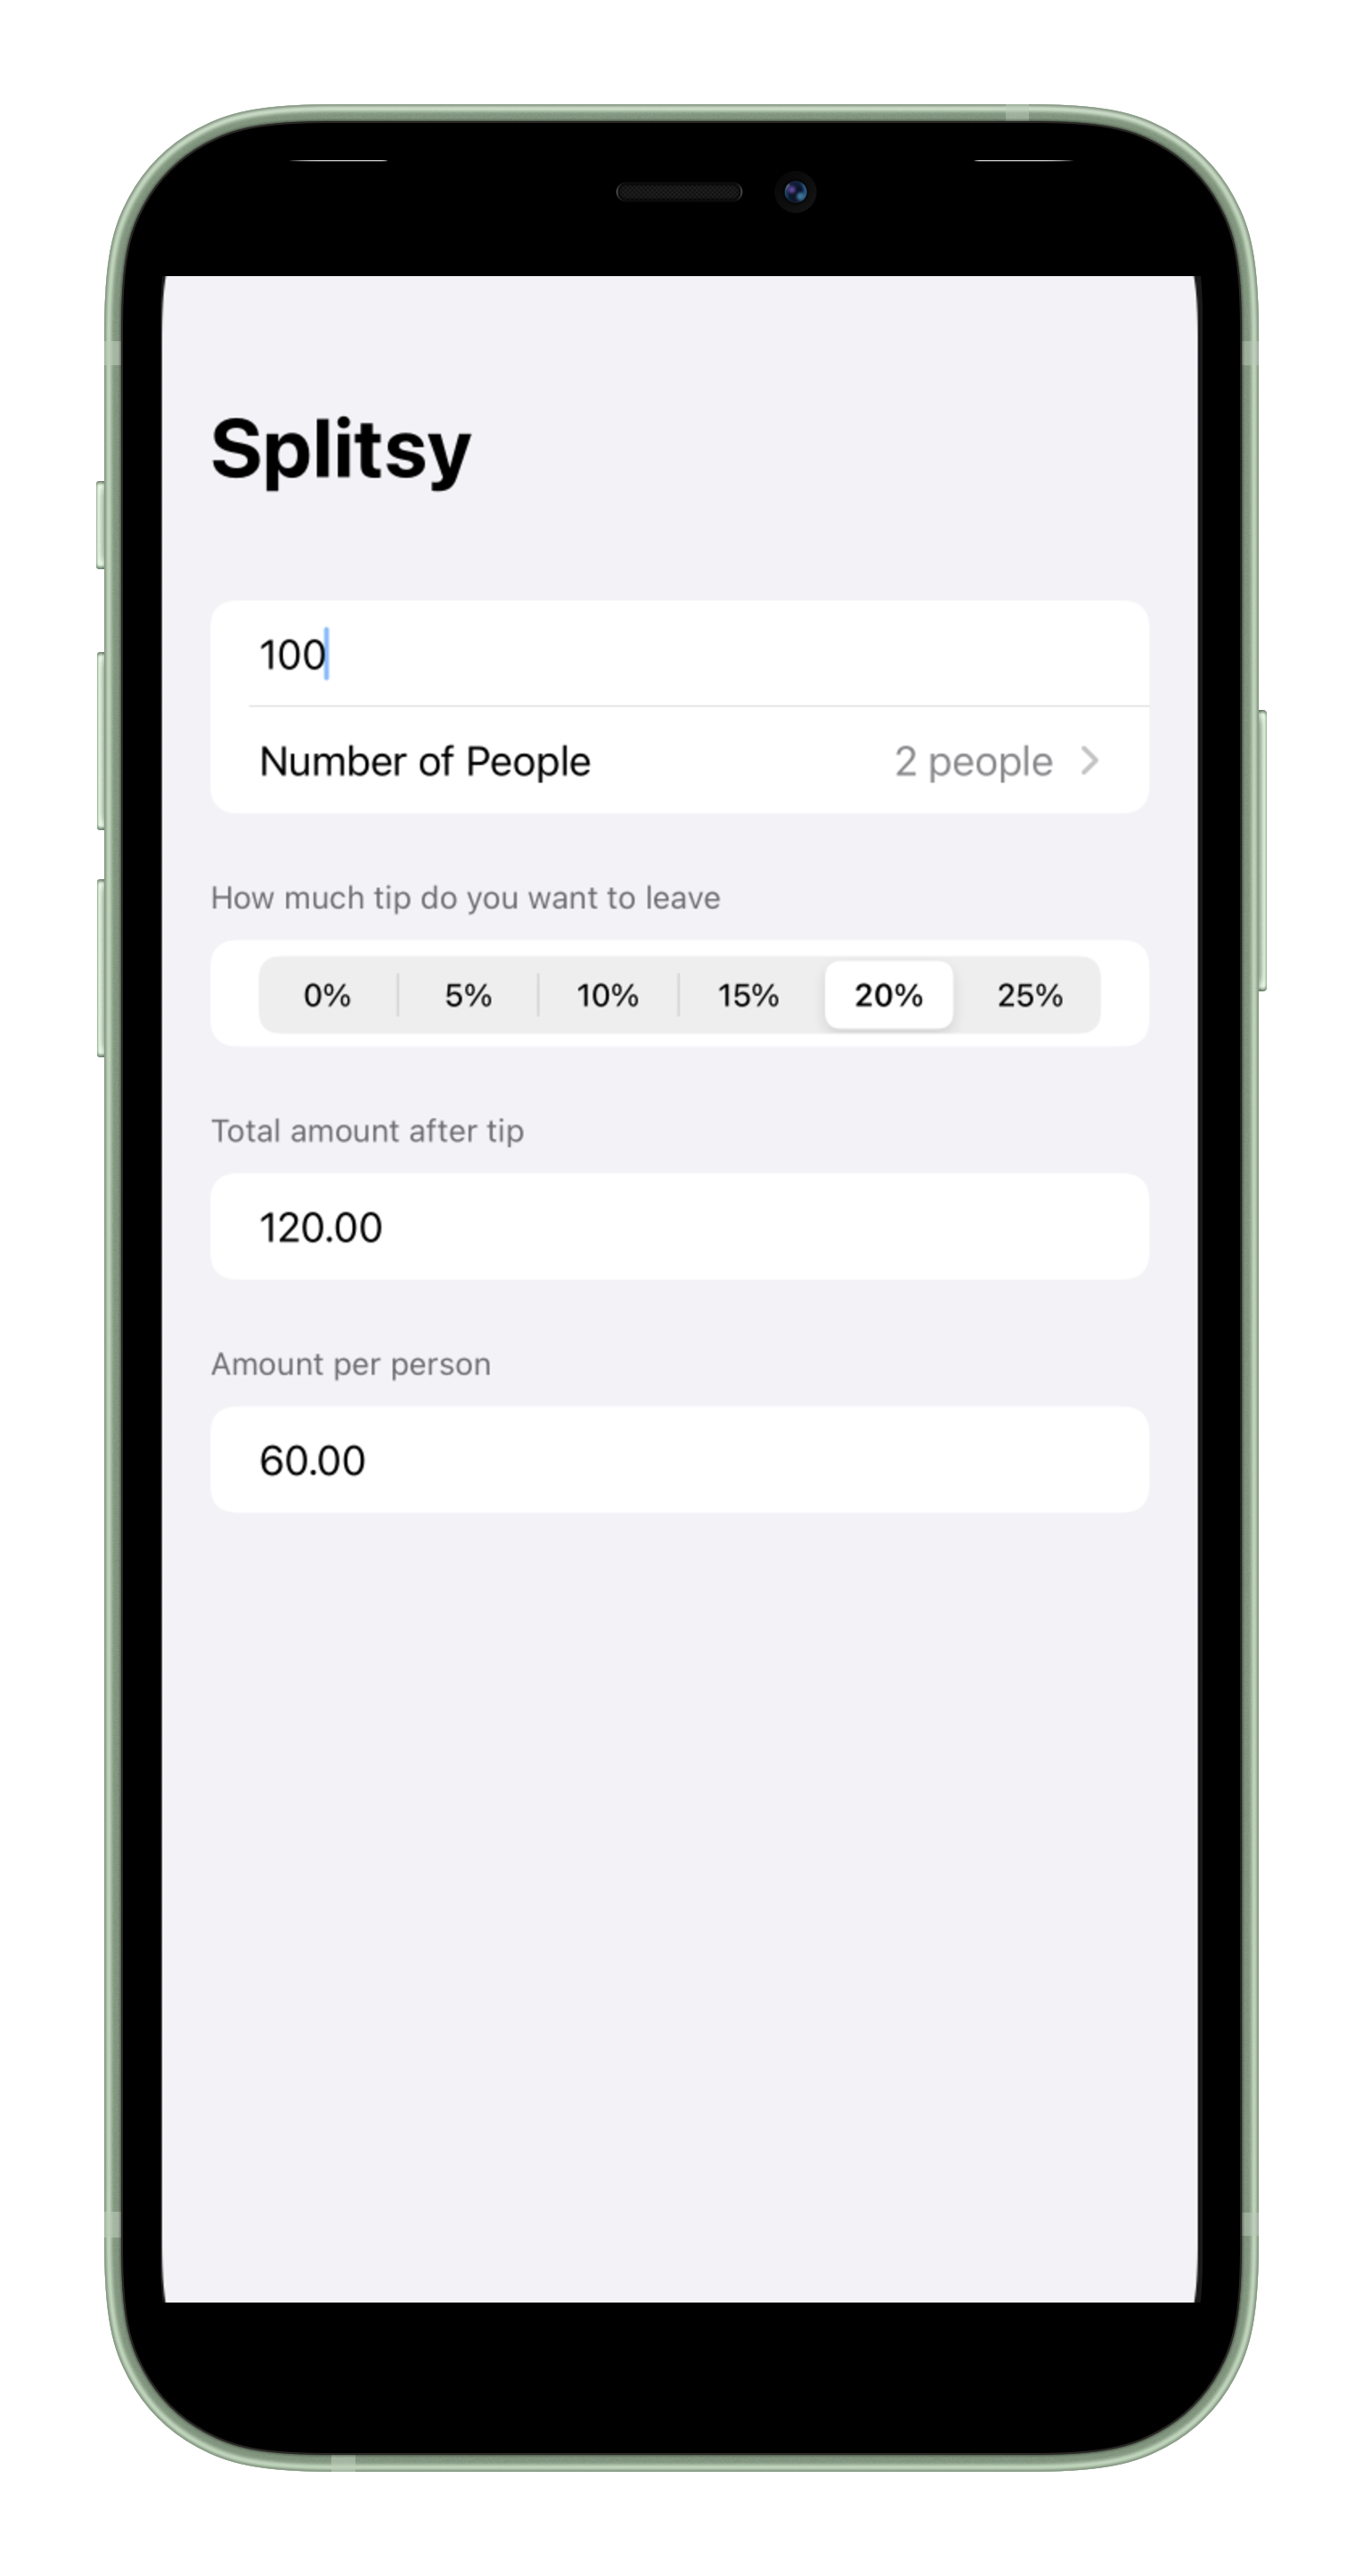 Splitsy
100
Number of People 2 people
How much tip do you want to leave
0% 5% 10% 15% 20% 25%
Total amount after tip
120.00
Amount per person
60.00